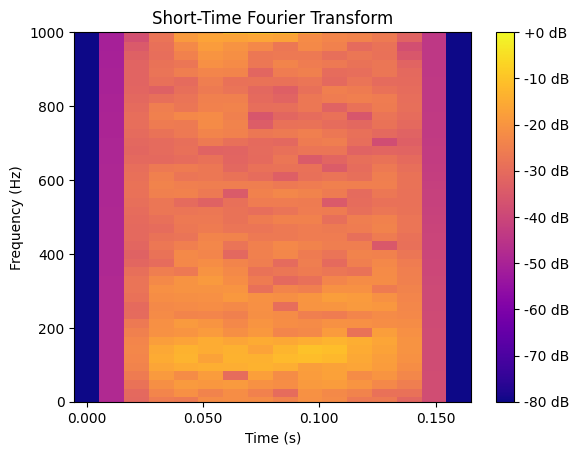 Short-Time Fourier Transform
Frequency (Hz)
1000
800
600
400
200
0
0.000
0.050
0.100
0.150
Time (s)
+0 dB
-10 dB
-20 dB
-30 dB
-40 dB
-50 dB
-60 dB
-70 dB
-80 dB